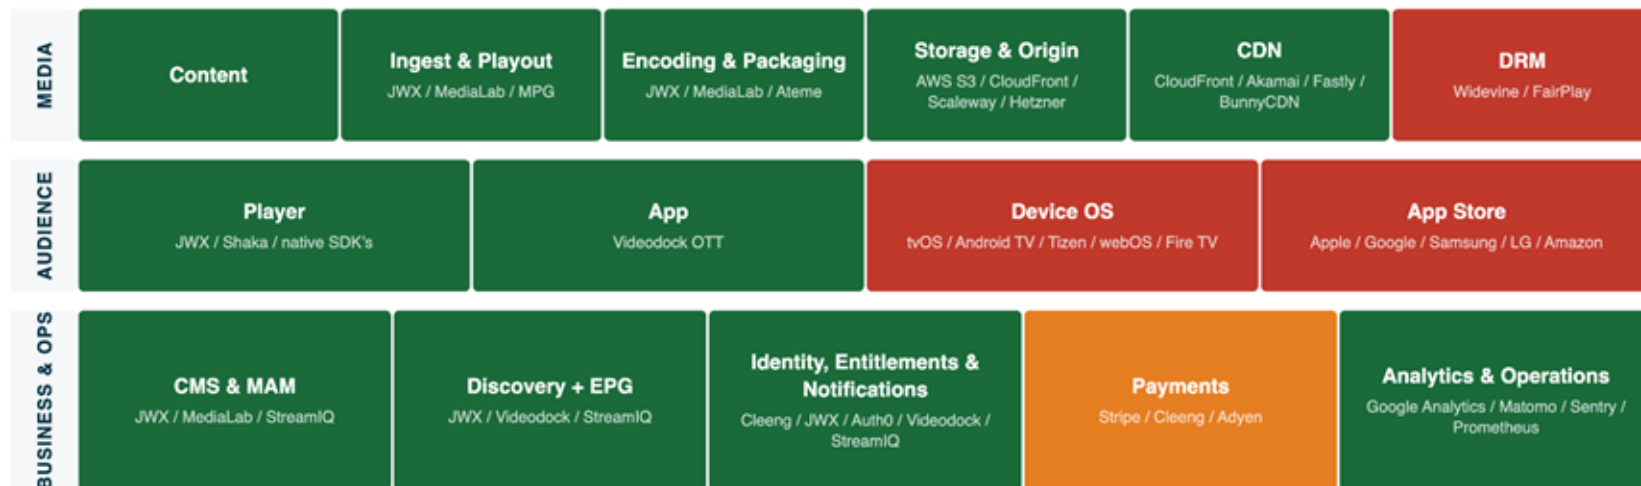 MEDIA
Content
Ingest & Playout
JWX / MediaLab / MPG
Encoding & Packaging
JWX / MediaLab / Ateme
Storage & Origin
AWS S3 / CloudFront /
Scaleway / Hetzner
CDN
CloudFront / Akamai / Fastly /
BunnyCDN
DRM
Widevine / FairPlay
AUDIENCE
Player
JWX / Shaka / native SDK's
App
Videodock OTT
Device OS
tvOS / Android TV / Tizen / webOS / Fire TV
App Store
Apple / Google / Samsung / LG / Amazon
BUSINESS & OPS
CMS & MAM
JWX / MediaLab / StreamIQ
Discovery + EPG
JWX / Videodock / StreamIQ
Identity, Entitlements &
Notifications
Cleeng / JWX / Auth0 / Videodock /
StreamIQ
Payments
Stripe / Cleeng / Adyen
Analytics & Operations
Google Analytics / Matomo / Sentry /
Prometheus